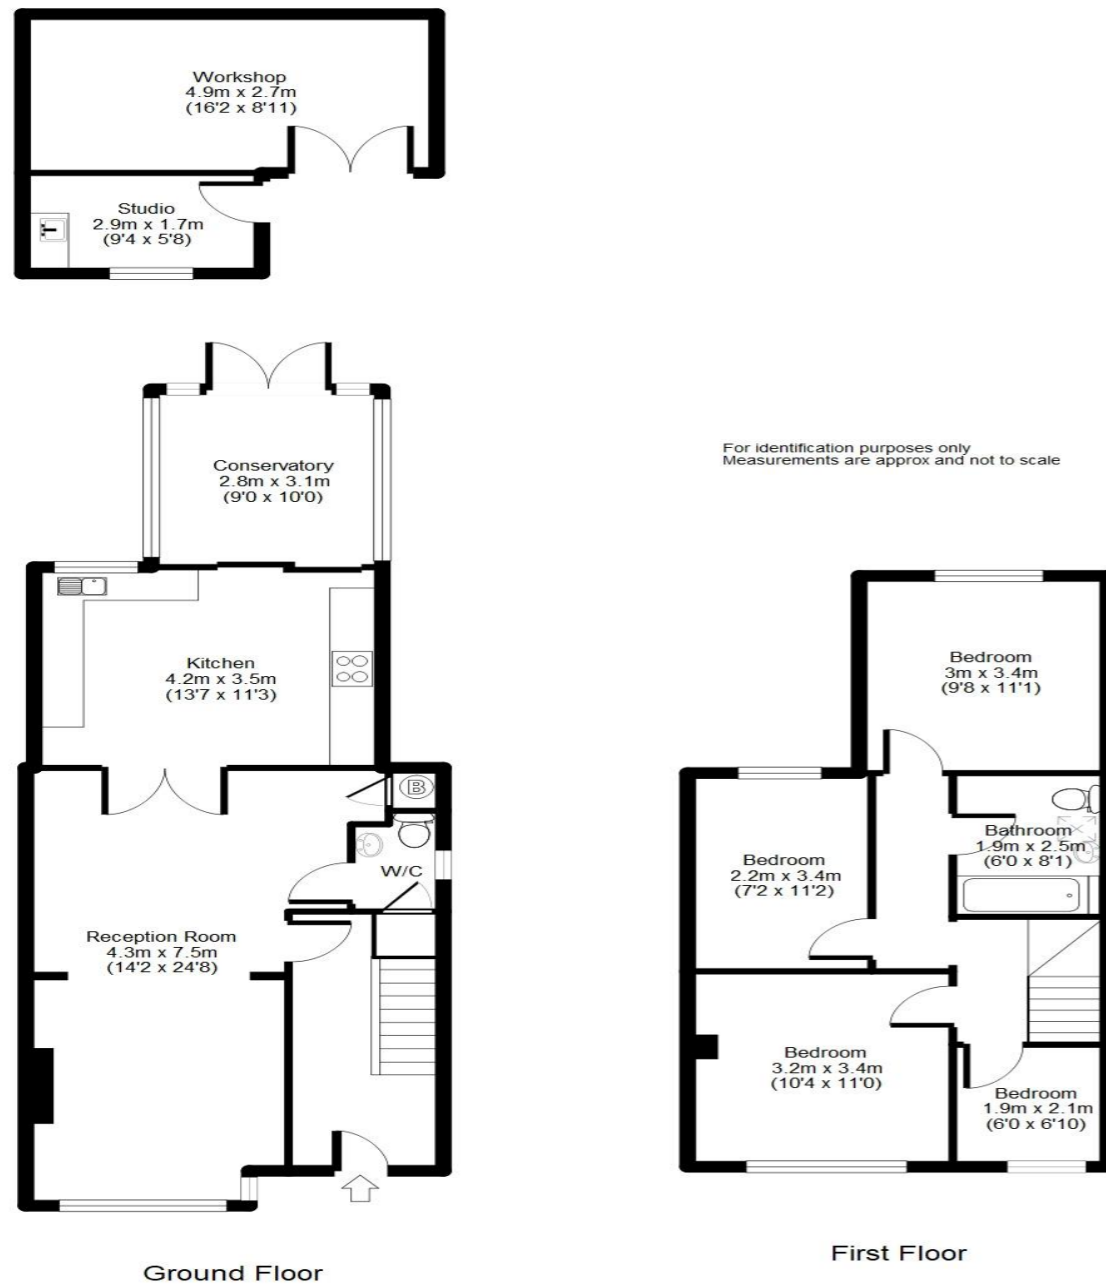 Workshop
4.9m x 2.7m
(16'2 x 8'11)
Studio
2.9m x 1.7m
(9'4 x 5'8)
Conservatory
2.8m x 3.1m
(9'0 x 10'0)
For identification purposes only
Measurements are approx and not to scale
Kitchen
4.2m x 3.5m
(13'7 x 11'3)
B
W/C
Reception Room
4.3m x 7.5m
(14'2 x 24'8)
Ground Floor
Bedroom
3m x 3.4m
(9'8 x 11'1)
Bathroom
1.9m x 2.5m
(6'0 x 8'1)
Bedroom
2.2m x 3.4m
(7'2 x 11'2)
Bedroom
3.2m x 3.4m
(10'4 x 11'0)
Bedroom
1.9m x 2.1m
(6'0 x 6'10)
First Floor